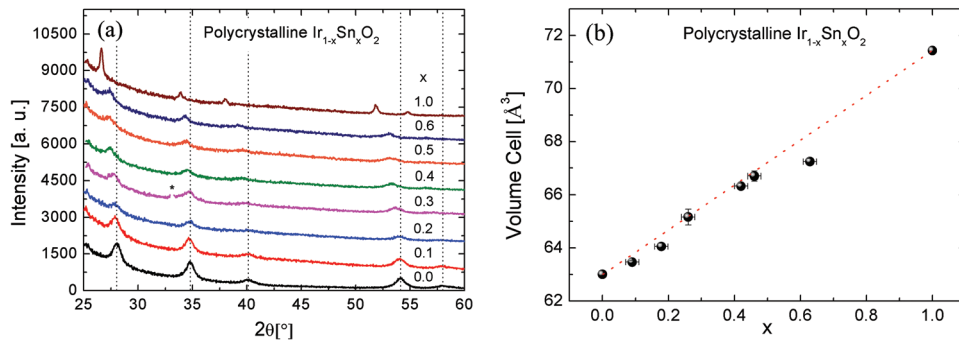 (a)
Polycrystalline Ir1-xSnxO2
Intensity [a. u.]
10500
9000
7500
6000
4500
3000
1500
0
x
1.0
0.6
0.5
0.4
*
0.3
0.2
0.1
0.0
25 30 35 40 45 50 55 60
2θ[°]
(b)
Polycrystalline Ir1-xSnxO2
Volume Cell [Å3]
72
70
68
66
64
62
0.0 0.2 0.4 0.6 0.8 1.0
x